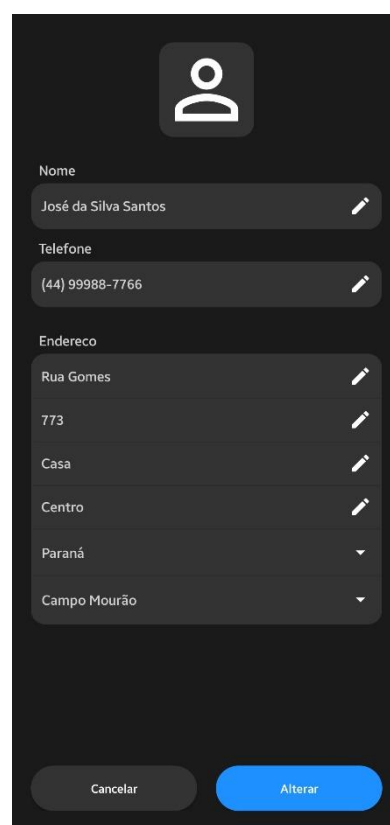 Nome
José da Silva Santos
Telefone
(44) 99988-7766
Endereco
Rua Gomes
773
Casa
Centro
Paraná
Campo Mourão
Cancelar Alterar